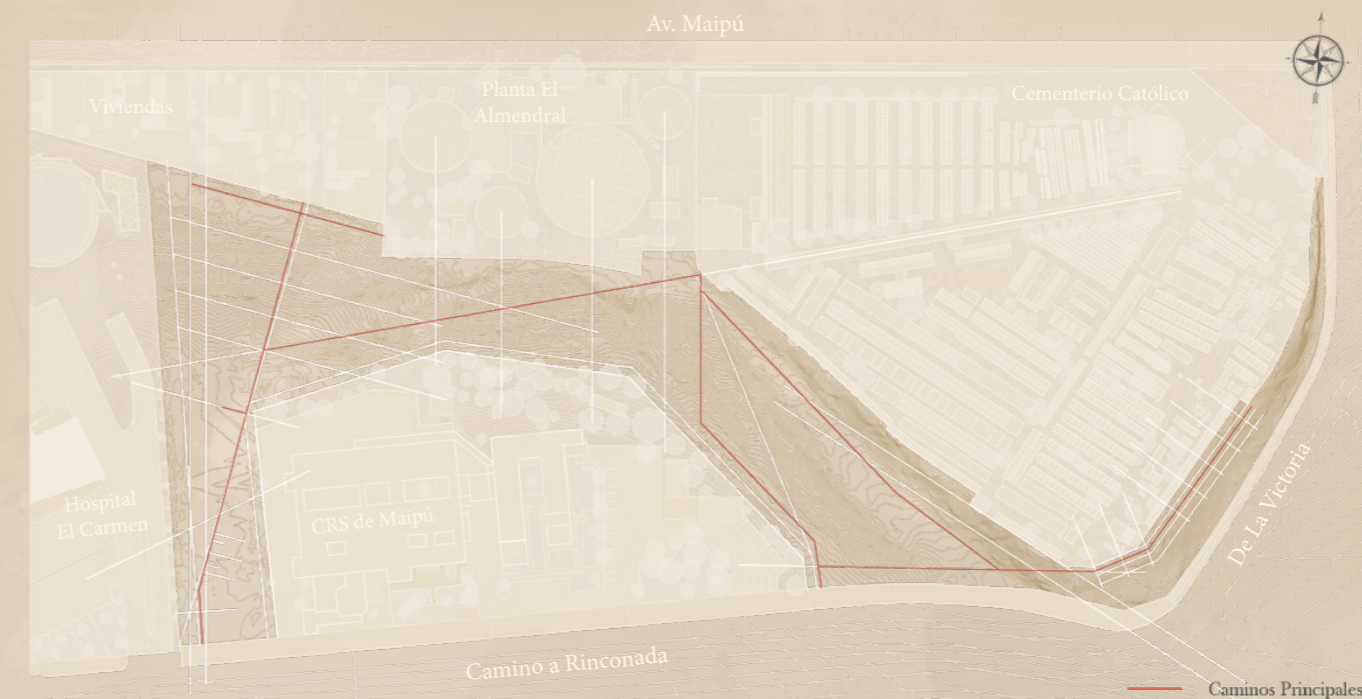 Av. Maipú
Viviendas
Planta El
Almendral
Cementerio Católico
Hospital
El Carmen
CRS de Maipú
De La Victoria
Camino a Rinconada
Caminos Principales